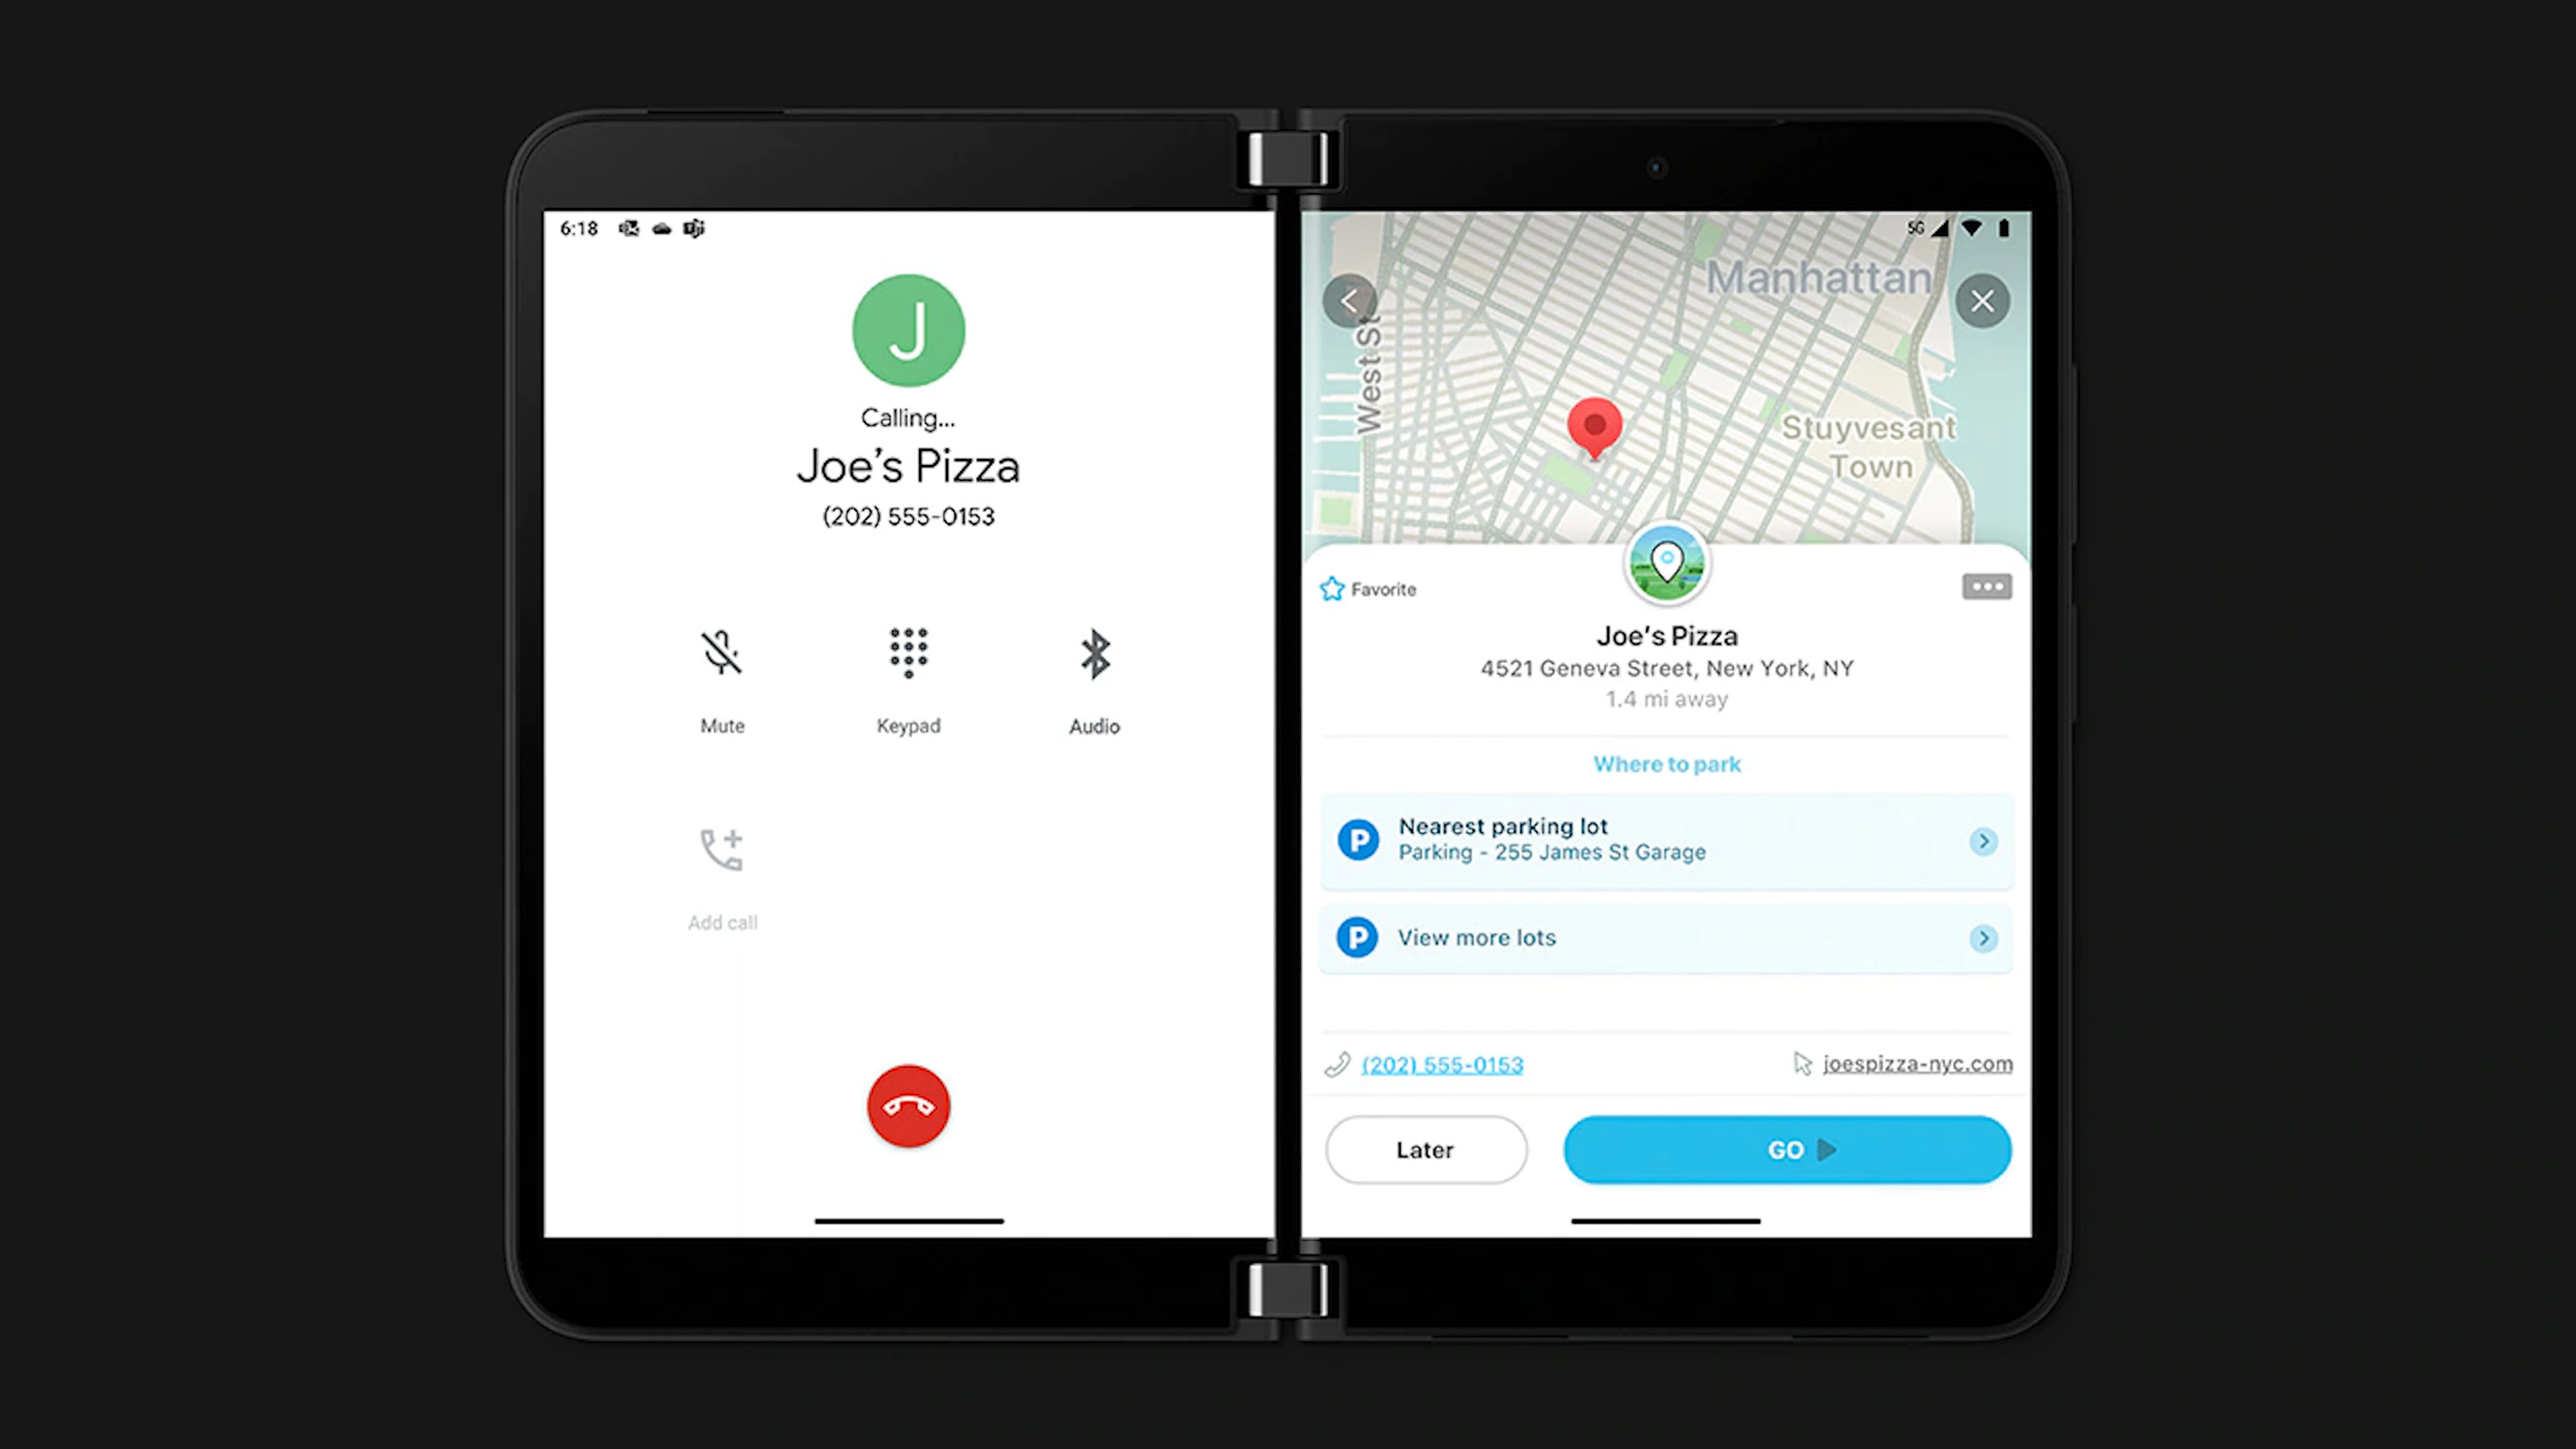 6:18
J
Calling...
Joe's Pizza
(202) 555-0153
Mute
Keypad
Audio
Add call
5G
Manhattan
West St
Stuyvesant
Town
Favorite
Joe's Pizza
4521 Geneva Street, New York, NY
1.4 mi away
Where to park
P
Nearest parking lot
Parking - 255 James St Garage
P
View more lots
(202) 555-0153
joespizza-nyc.com
Later
GO